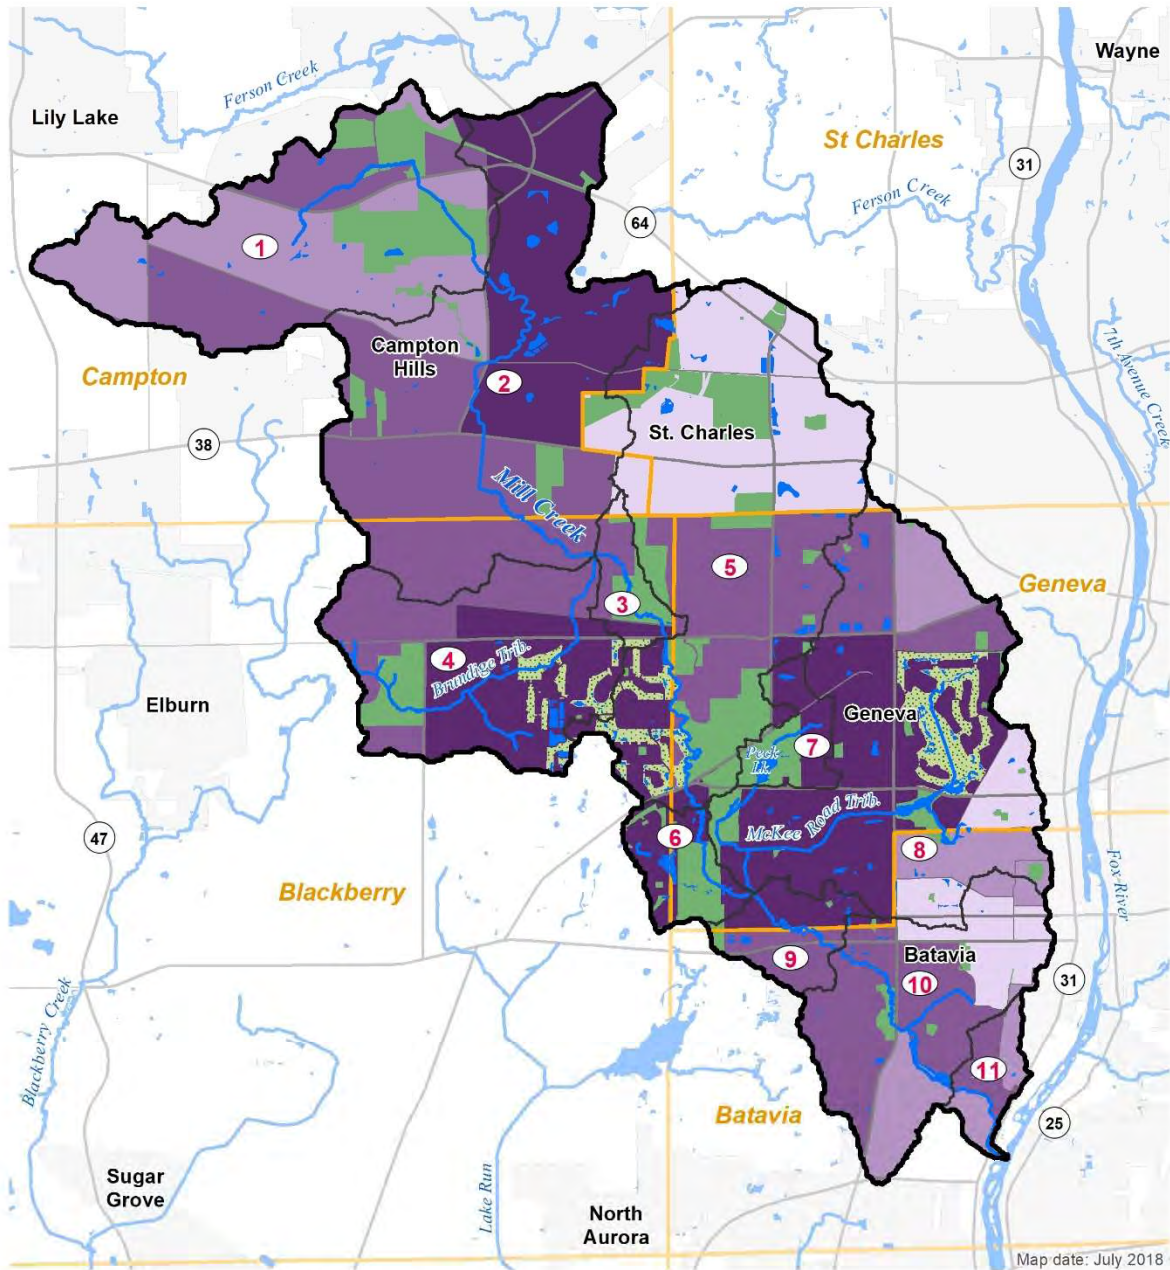 Wayne
Ferson Creek
Lily Lake
St Charles
31
Ferson Creek
64
1
7th Avenue Creek
Campton
Hills
Campton
2
St. Charles
38
Mill Creek
5
Geneva
3
4
Brundige Trib.
Elburn
Geneva
7
Peck
Lk.
McKee Road Trib.
47
6
8
Blackberry
Fox River
Batavia
9
10
31
Blackberry Creek
11
Batavia
25
Sugar
Grove
Lake Run
North
Aurora
Map date: July 2018